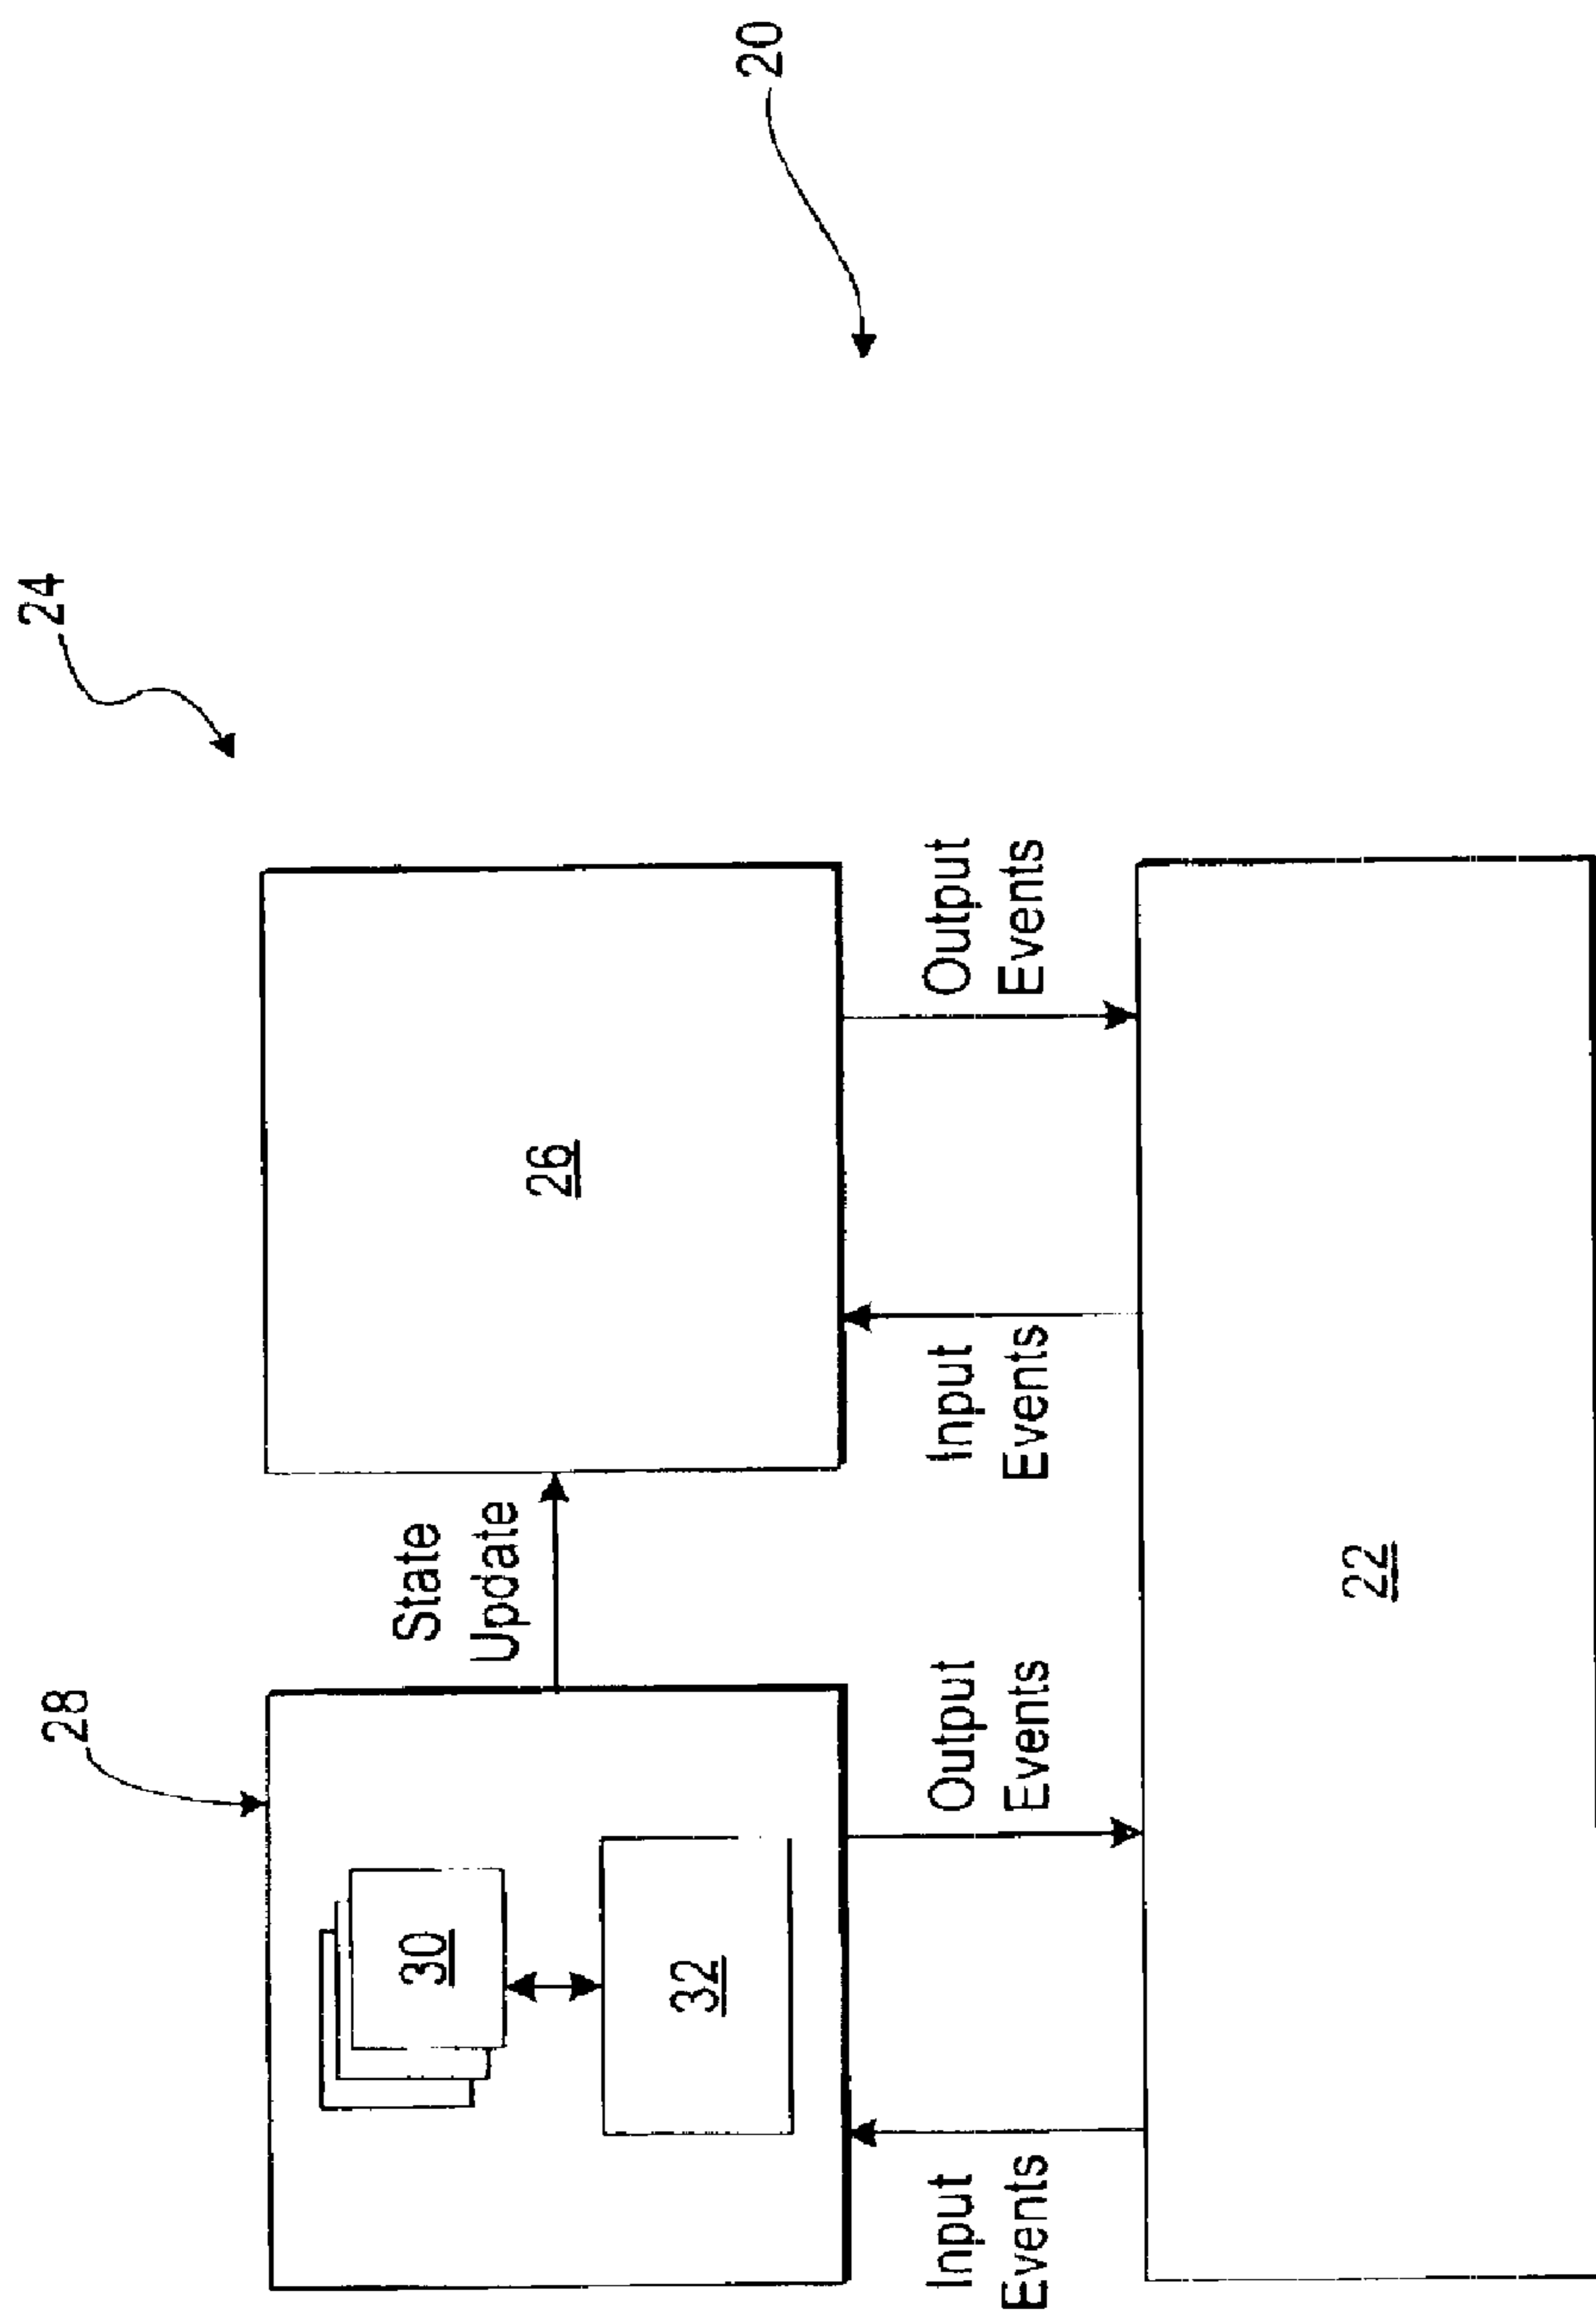 20
24
28
State
Update
26
30
32
Output
Events
Input
Events
Output
Events
Input
Events
22